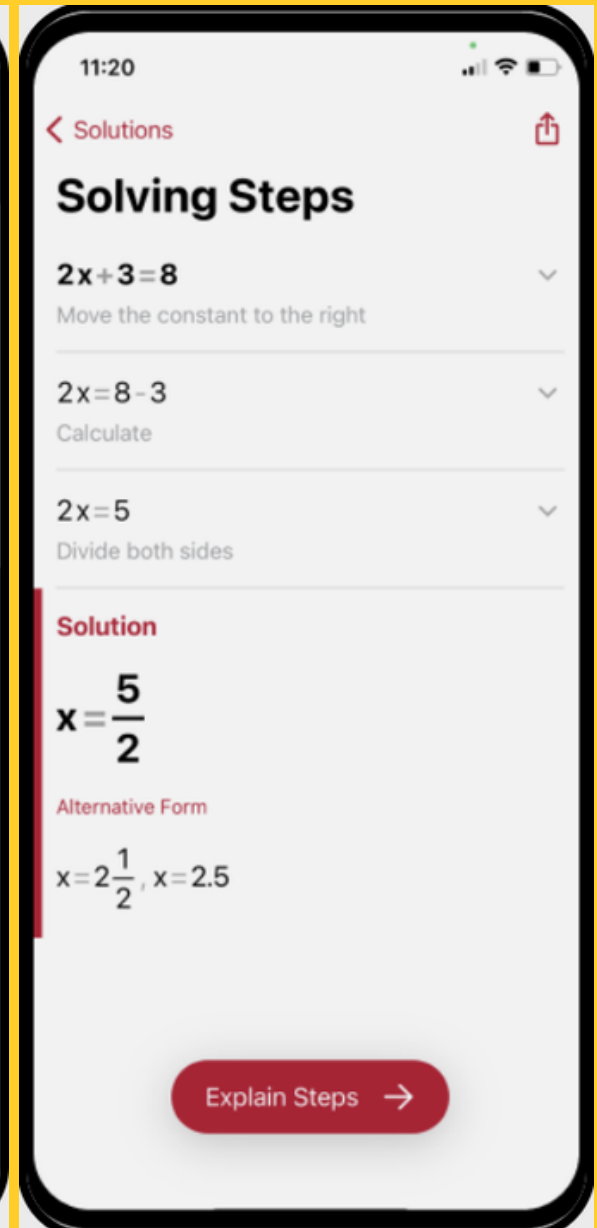 11:20
Solutions
Solving Steps
2x+3=8
Move the constant to the right
2x=8-3
Calculate
2x=5
Divide both sides
Solution
x=5/2
Alternative Form
x=2 1/2, x=2.5
Explain Steps →